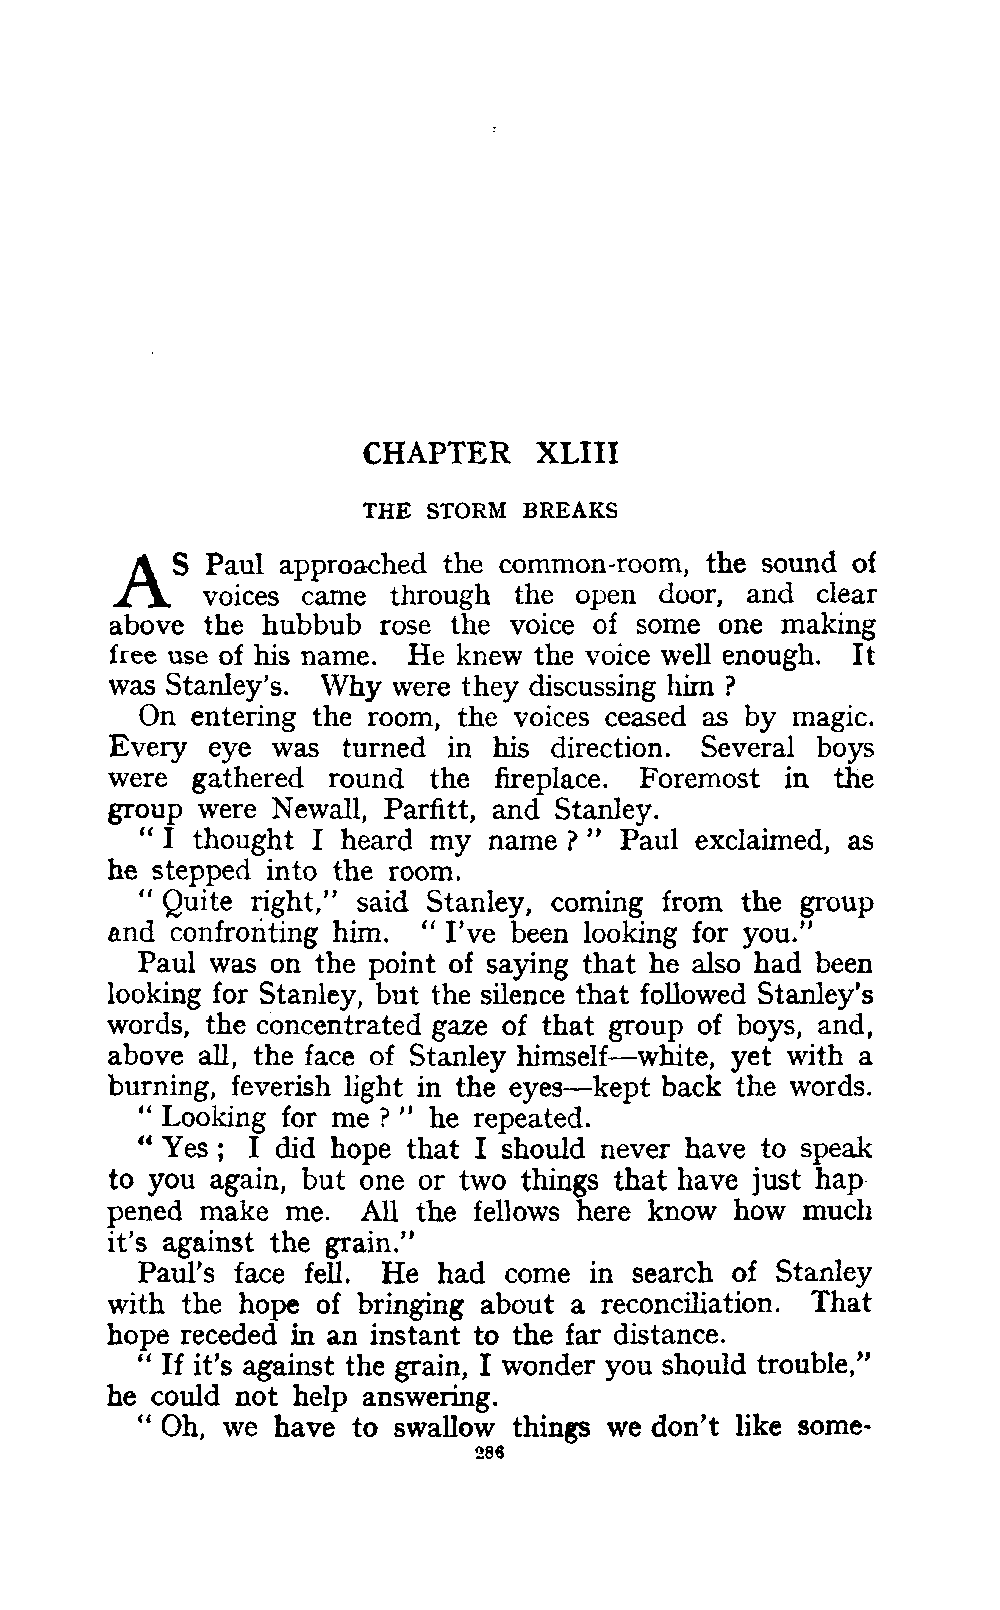 CHAPTER XLIII
THE STORM BREAKS
AS Paul approached the common-room, the sound of
voices came through the open door, and clear
above the hubbub rose the voice of some one making
free use of his name. He knew the voice well enough. It
was Stanley's. Why were they discussing him ?
On entering the room, the voices ceased as by magic.
Every eye was turned in his direction. Several boys
were gathered round the fireplace. Foremost in the
group were Newall, Parfitt, and Stanley.
" I thought I heard my name ? " Paul exclaimed, as
he stepped into the room.
" Quite right," said Stanley, coming from the group
and confronting him. " I've been looking for you."
Paul was on the point of saying that he also had been
looking for Stanley, but the silence that followed Stanley's
words, the concentrated gaze of that group of boys, and,
above all, the face of Stanley himself—white, yet with a
burning, feverish light in the eyes—kept back the words.
" Looking for me ? " he repeated.
" Yes ; I did hope that I should never have to speak
to you again, but one or two things that have just hap-
pened make me. All the fellows here know how much
it's against the grain."
Paul's face fell. He had come in search of Stanley
with the hope of bringing about a reconciliation. That
hope receded in an instant to the far distance.
" If it's against the grain, I wonder you should trouble,"
he could not help answering.
" Oh, we have to swallow things we don't like some-
286